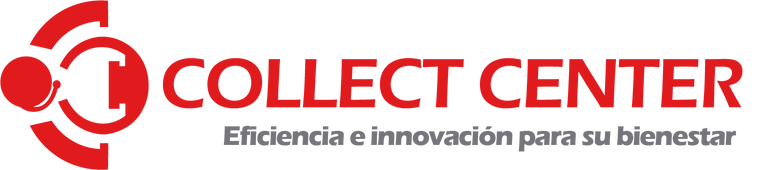 COLLECT CENTER
Eficiencia e innovación para su bienestar